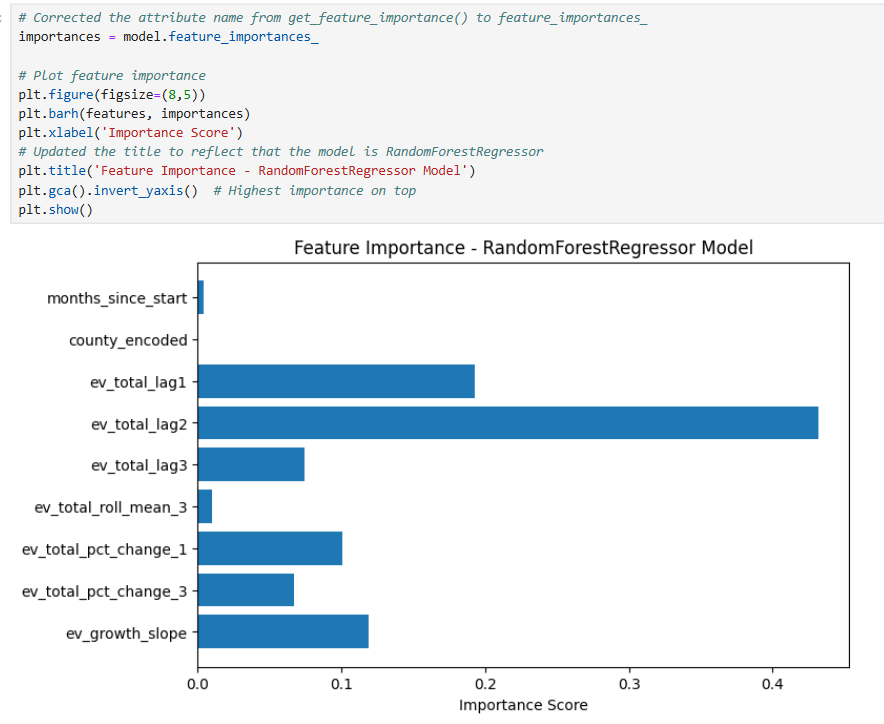 # Corrected the attribute name from get_feature_importance() to feature_importances_
importances = model.feature_importances_
# Plot feature importance
plt.figure(figsize=(8,5))
plt.barh(features, importances)
plt.xlabel('Importance Score')
# Updated the title to reflect that the model is RandomForestRegressor
plt.title('Feature Importance - RandomForestRegressor Model')
plt.gca().invert_yaxis()  # Highest importance on top
plt.show()
Feature Importance - RandomForestRegressor Model
months_since_start
county_encoded
ev_total_lag1
ev_total_lag2
ev_total_lag3
ev_total_roll_mean_3
ev_total_pct_change_1
ev_total_pct_change_3
ev_growth_slope
0.0 0.1 0.2 0.3 0.4
Importance Score